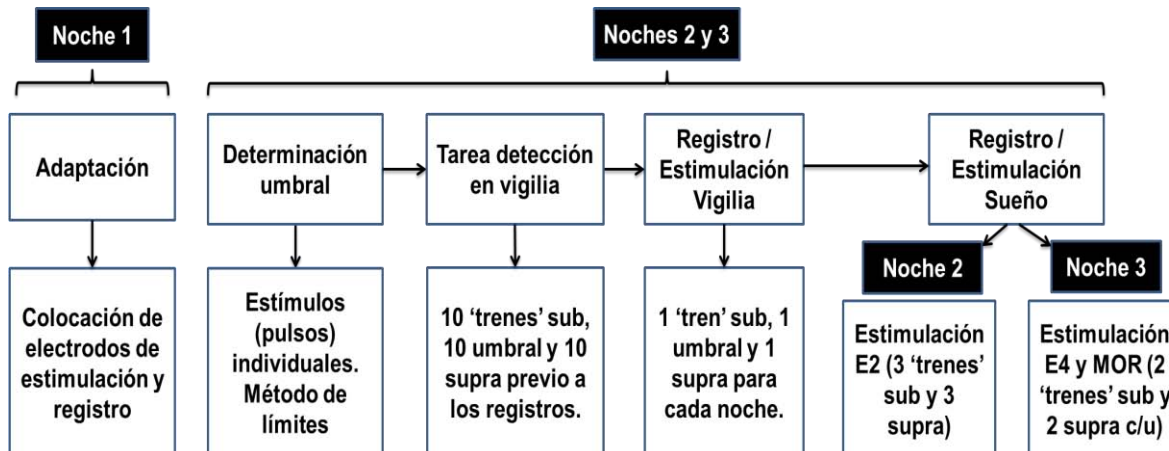 Noche 1
Noches 2 y 3
Adaptación
Determinación
umbral
Tarea detección
en vigilia
Registro /
Estimulación
Vigilia
Registro /
Estimulación
Sueño
Colocación de
electrodos de
estimulación y
registro
Estímulos
(pulsos)
individuales.
Método de
límites
10 ‘trenes’ sub,
10 umbral y 10
supra previo a
los registros.
1 ‘tren’ sub, 1
umbral y 1
supra para
cada noche.
Noche 2
Estimulación
E2 (3 ‘trenes’
sub y 3
supra)
Noche 3
Estimulación
E4 y MOR (2
‘trenes’ sub y
2 supra c/u)